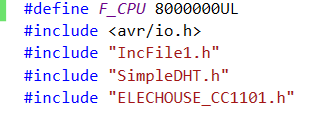 #define F_CPU 8000000UL
#include <avr/io.h>
#include "IncFile1.h"
#include "SimpleDHT.h"
#include "ELECHOUSE_CC1101.h"